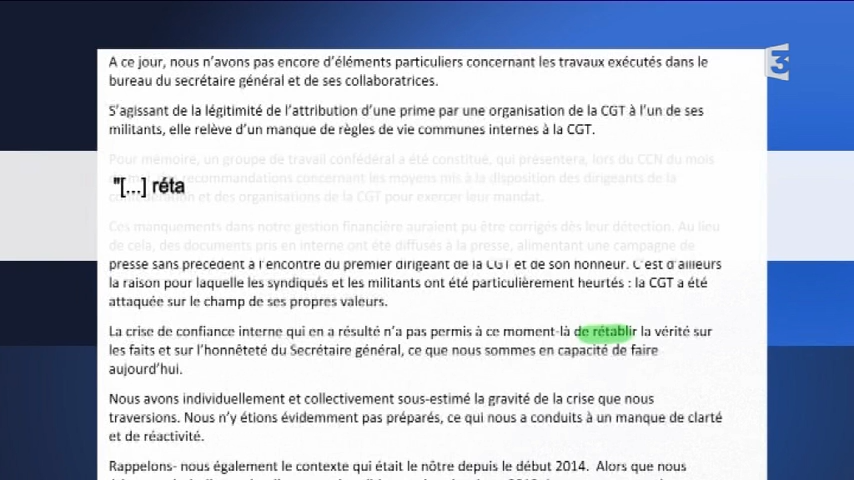 3
A ce jour, nous n'avons pas encore d'éléments particuliers concernant les travaux exécutés dans le
bureau du secrétaire général et de ses collaboratrices.
S'agissant de la légitimité de l'attribution d'une prime par une organisation de la CGT à l'un de ses
militants, elle relève d'un manque de règles de vie communes internes à la CGT.
Pour mémoire, un groupe de travail confédéral a été constitué, qui présentera, lors du CCN du mois
de mai, des recommandations concernant les moyens mis à la disposition des dirigeants de la
"[...] réta
confédération et des organisations de la CGT pour exercer leur mandat.
Ces manquements dans notre gestion financière auraient pu être corrigés dès leur détection. Au lieu
de cela, des documents pris en interne ont été diffusés à la presse, alimentant une campagne de
presse sans précédent à l'encontre du premier dirigeant de la CGT et de son honneur. C'est d'ailleurs
la raison pour laquelle les syndiqués et les militants ont été particulièrement heurtés : la CGT a été
attaquée sur le champ de ses propres valeurs.
La crise de confiance interne qui en a résulté n'a pas permis à ce moment-là de rétablir la vérité sur
les faits et sur l'honnêteté du Secrétaire général, ce que nous sommes en capacité de faire
aujourd'hui.
Nous avons individuellement et collectivement sous-estimé la gravité de la crise que nous
traversions. Nous n'y étions évidemment pas préparés, ce qui nous a conduits à un manque de clarté
et de réactivité.
Rappelons- nous également le contexte qui était le nôtre depuis le début 2014. Alors que nous